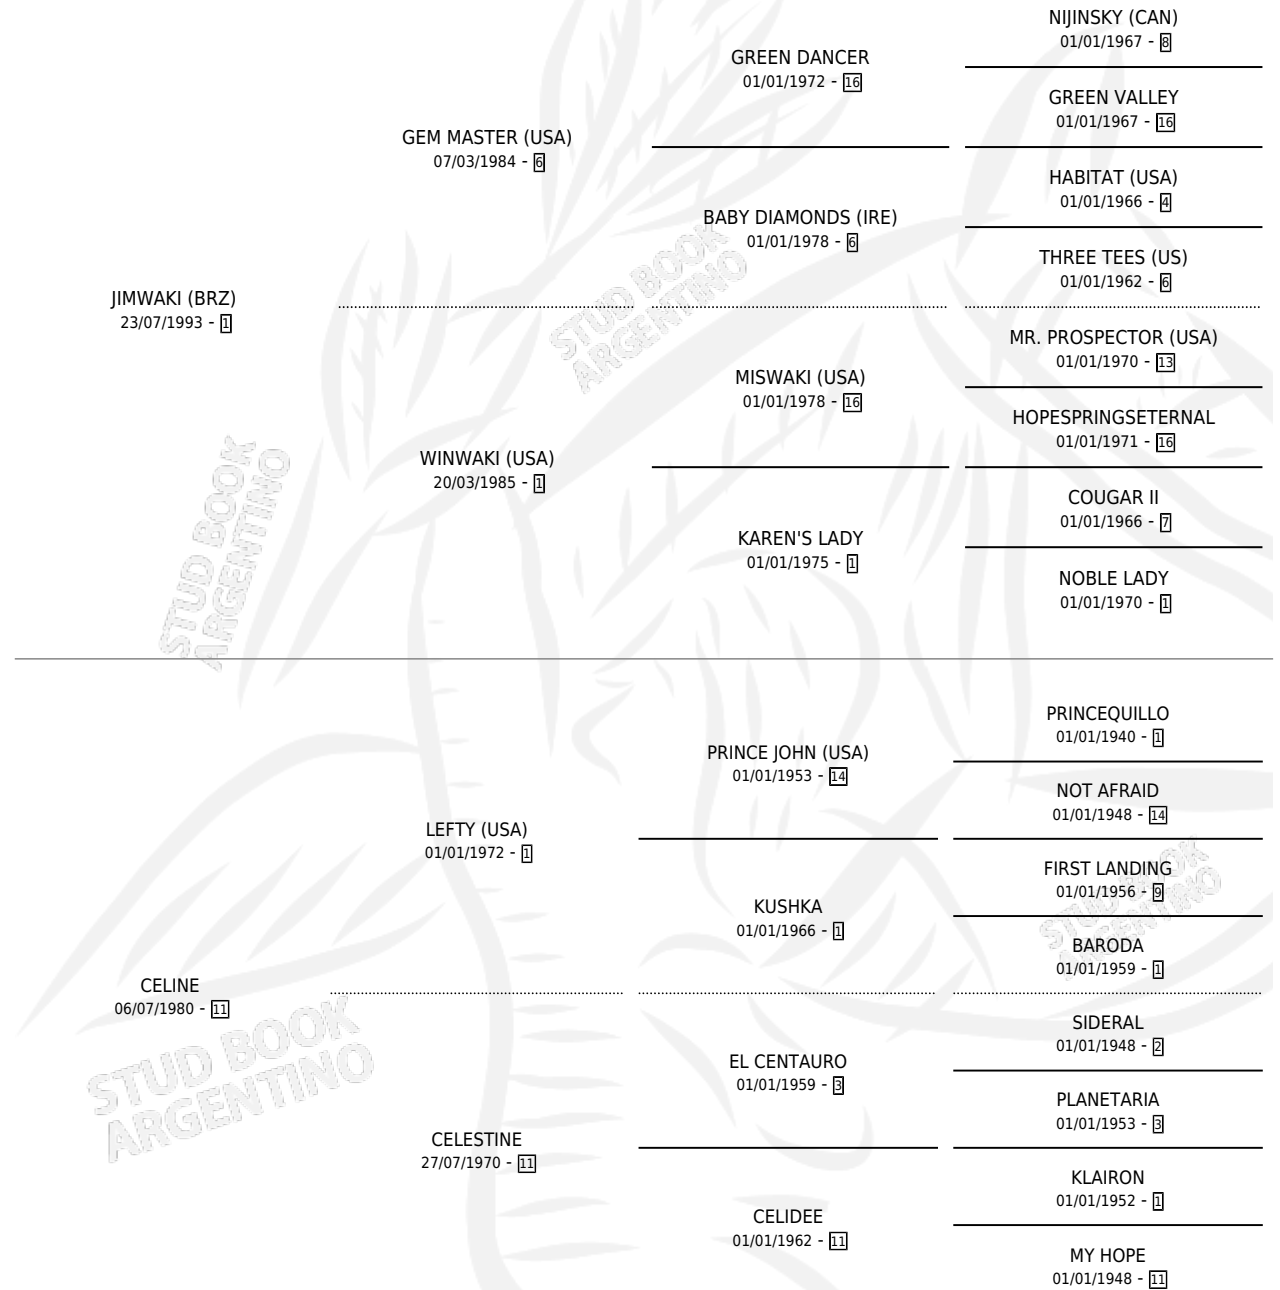 NIJINSKY (CAN)
01/01/1967 - 8
GREEN DANCER
01/01/1972 - 16
GREEN VALLEY
01/01/1967 - 16
GEM MASTER (USA)
07/03/1984 - 6
HABITAT (USA)
01/01/1966 - 4
BABY DIAMONDS (IRE)
01/01/1978 - 6
THREE TEES (US)
01/01/1962 - 6
JIMWAKI (BRZ)
23/07/1993 - 1
STUD BOOK
ARGENTINO
MR. PROSPECTOR (USA)
01/01/1970 - 13
MISWAKI (USA)
01/01/1978 - 16
HOPESPRINGSETERNAL
01/01/1971 - 16
WINWAKI (USA)
20/03/1985 - 1
COUGAR II
01/01/1966 - 7
KAREN'S LADY
01/01/1975 - 1
NOBLE LADY
01/01/1970 - 1
STUD BOOK
ARGENTINO
PRINCEQUILLO
01/01/1940 - 1
PRINCE JOHN (USA)
01/01/1953 - 14
NOT AFRAID
01/01/1948 - 14
LEFTY (USA)
01/01/1972 - 1
FIRST LANDING
01/01/1956 - 9
STUD BOOK
ARGENTINO
KUSHKA
01/01/1966 - 1
BARODA
01/01/1959 - 1
CELINE
06/07/1980 - 11
SIDERAL
01/01/1948 - 2
STUD BOOK
ARGENTINO
EL CENTAURO
01/01/1959 - 3
PLANETARIA
01/01/1953 - 3
CELESTINE
27/07/1970 - 11
KLAIRON
01/01/1952 - 1
CELIDEE
01/01/1962 - 11
MY HOPE
01/01/1948 - 11